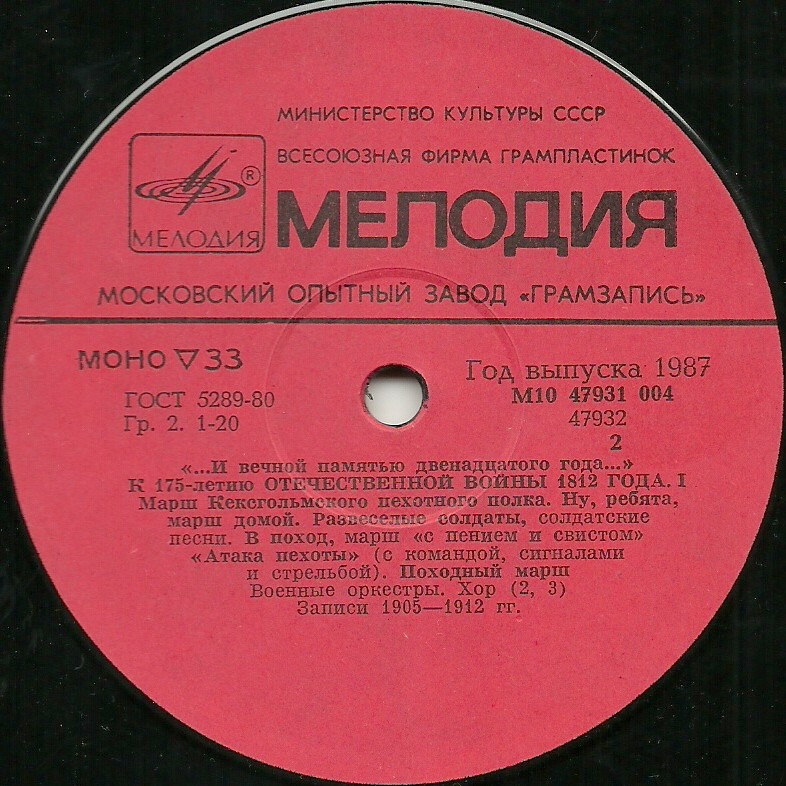 МИНИСТЕРСТВО КУЛЬТУРЫ СССР
ВСЕСОЮЗНАЯ ФИРМА ГРАМПЛАСТИНОК
®
МЕЛОДИЯ
МЕЛОДИЯ
МОСКОВСКИЙ ОПЫТНЫЙ ЗАВОД «ГРАМЗАПИСЬ»
МОНО ▽ 33
Год выпуска 1987
ГОСТ 5289-80
М10 47931 004
Гр. 2. 1-20
47932
2
«...И вечной памятью двенадцатого года...»
К 175-летию ОТЕЧЕСТВЕННОЙ ВОЙНЫ 1812 ГОДА. I
Марш Кексгольмского пехотного полка. Ну, ребята,
марш домой. Развеселые солдаты, солдатские
песни. В поход, марш «с пением и свистом»
«Атака пехоты» (с командой, сигналами
и стрельбой). Походный марш
Военные оркестры. Хор (2, 3)
Записи 1905—1912 гг.